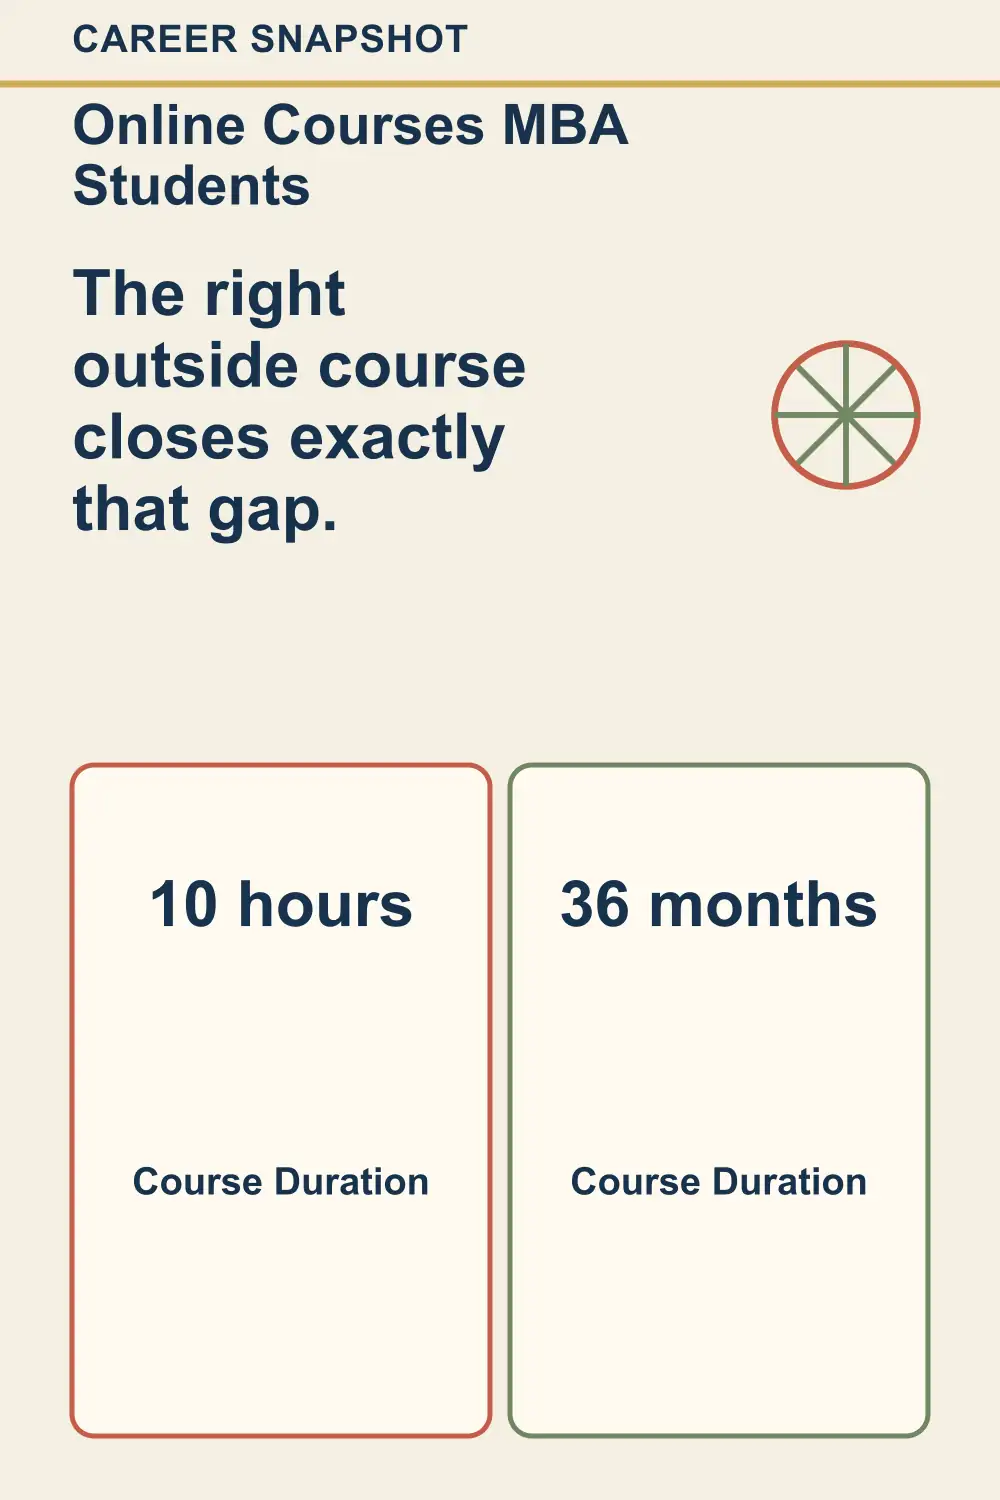 CAREER SNAPSHOT
Online Courses MBA
Students
The right
outside course
closes exactly
that gap.
10 hours
36 months
Course Duration
Course Duration